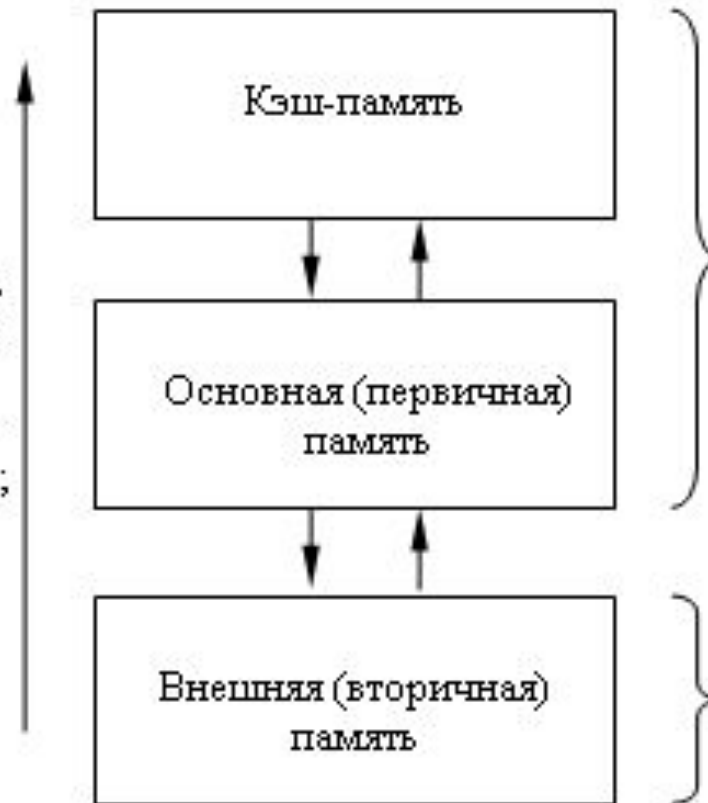 Кэш-память
Основная (первичная)
память
Внешняя (вторичная)
память